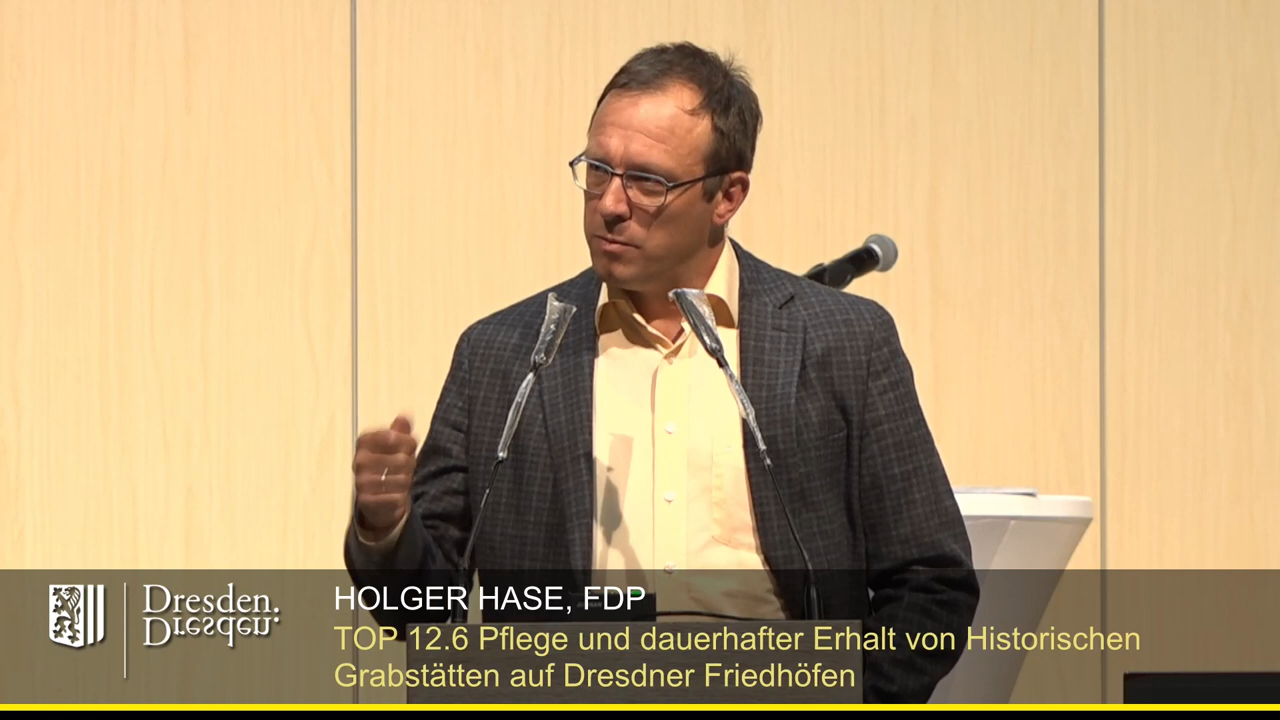 Dresden.
Dresden.
HOLGER HASE, FDP
TOP 12.6 Pflege und dauerhafter Erhalt von Historischen
Grabstätten auf Dresdner Friedhöfen